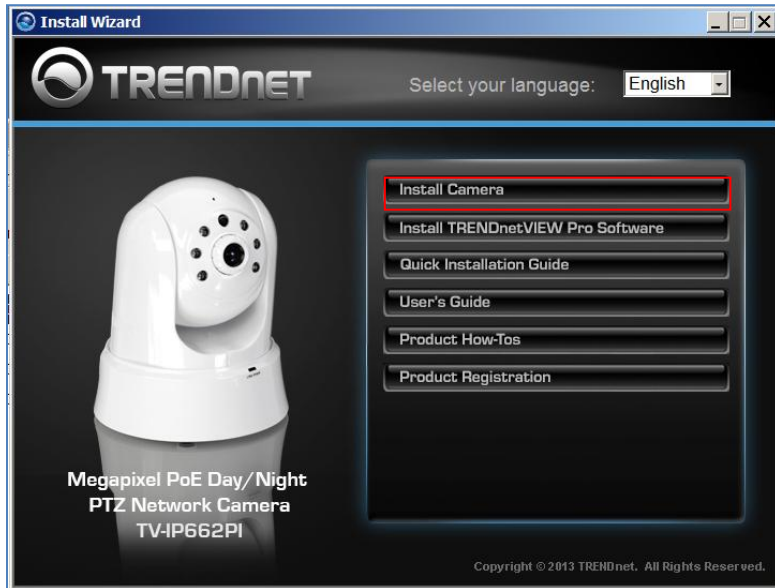 Install Wizard
TRENDnet
Select your language: English
Install Camera
Install TRENDnetVIEW Pro Software
Quick Installation Guide
User's Guide
Product How-Tos
Product Registration
Megapixel PoE Day/Night
PTZ Network Camera
TV-IP662PI
Copyright © 2013 TRENDnet. All Rights Reserved.